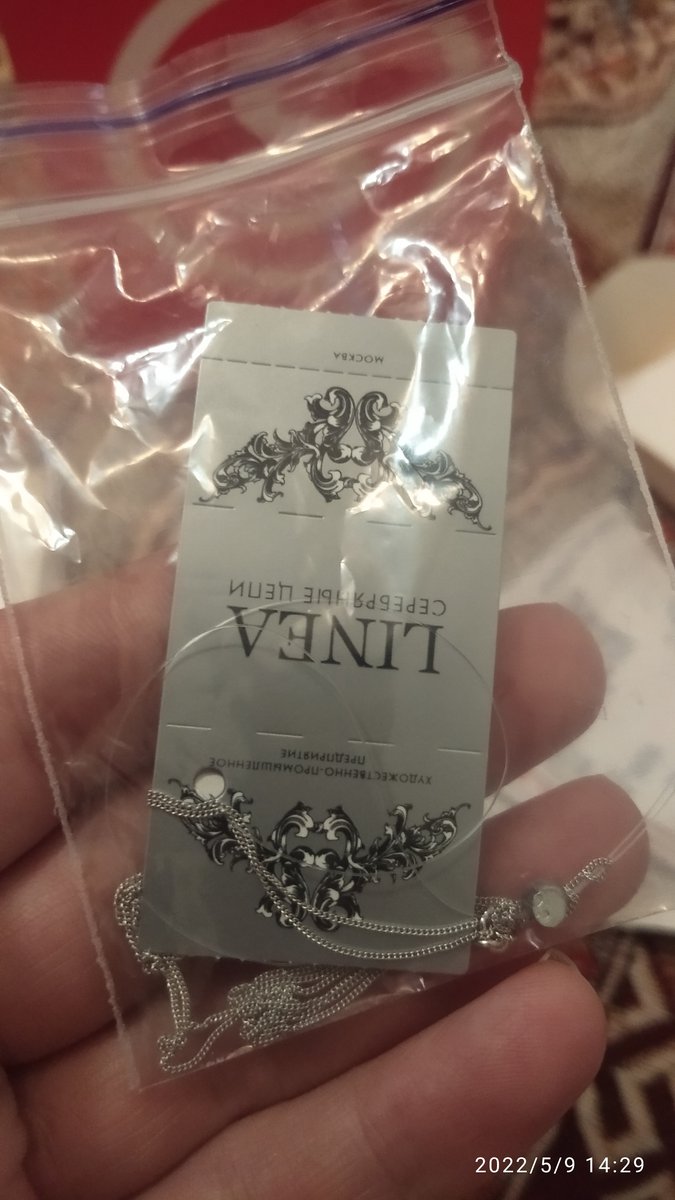 ХУДОЖЕСТВЕННО-ПРОМЫШЛЕННОЕ
ПРЕДПРИЯТИЕ
LINEA
СЕРЕБРЯНЫЕ ЦЕПИ
МОСКВА
2022/5/9 14:29